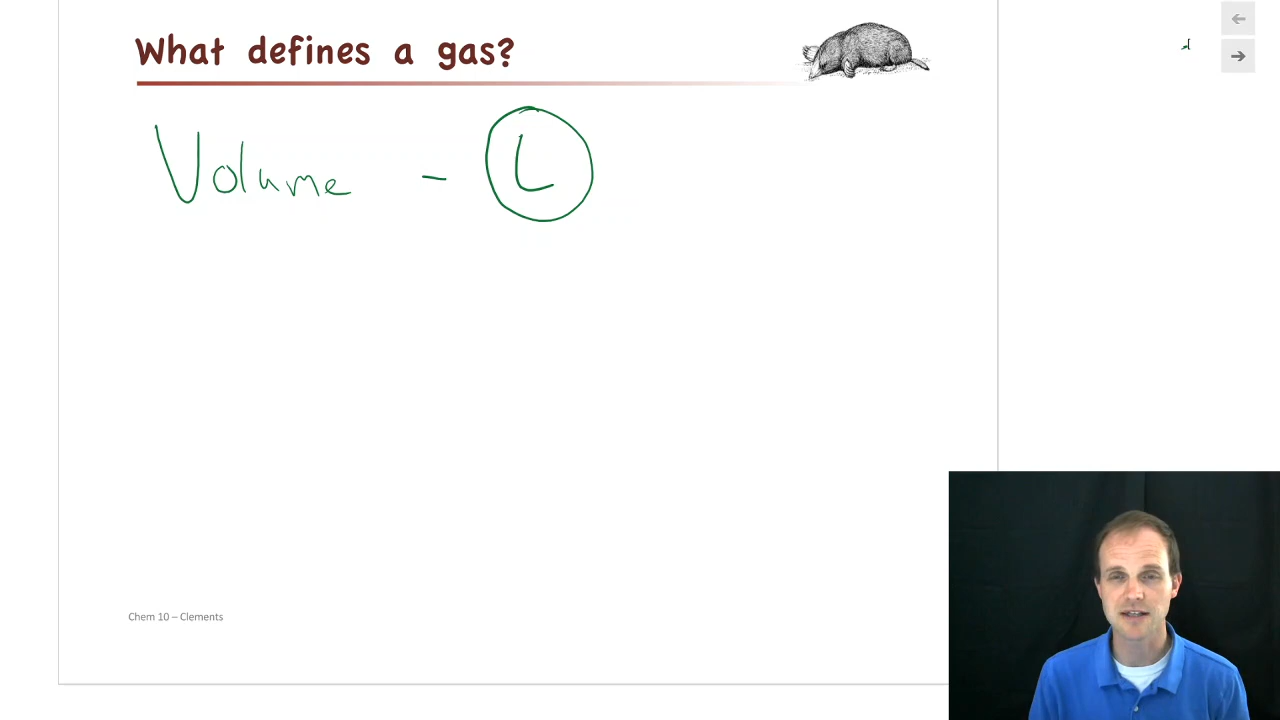 What defines a gas?
Volume - L
Chem 10 – Clements